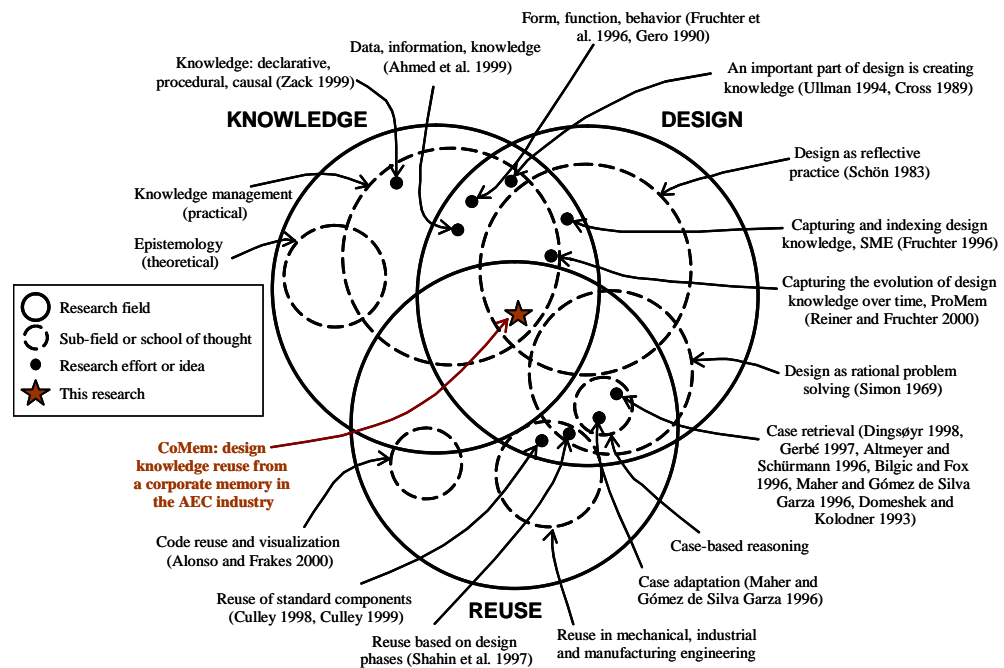 Form, function, behavior (Fruchter et
al. 1996, Gero 1990)
Data, information, knowledge
(Ahmed et al. 1999)
Knowledge: declarative,
procedural, causal (Zack 1999)
An important part of design is creating
knowledge (Ullman 1994, Cross 1989)
KNOWLEDGE
DESIGN
Design as reflective
practice (Schön 1983)
Knowledge management
(practical)
Epistemology
(theoretical)
Capturing and indexing design
knowledge, SME (Fruchter 1996)
Capturing the evolution of design
knowledge over time, ProMem
(Reiner and Fruchter 2000)
Research field
Sub-field or school of thought
Research effort or idea
This research
Design as rational problem
solving (Simon 1969)
CoMem: design
knowledge reuse from
a corporate memory in
the AEC industry
Case retrieval (Dingsøyr 1998,
Gerbé 1997, Altmeyer and
Schürmann 1996, Bilgic and Fox
1996, Maher and Gómez de Silva
Garza 1996, Domeshek and
Kolodner 1993)
Code reuse and visualization
(Alonso and Frakes 2000)
Case-based reasoning
Case adaptation (Maher and
Gómez de Silva Garza 1996)
Reuse of standard components
(Culley 1998, Culley 1999)
REUSE
Reuse based on design
phases (Shahin et al. 1997)
Reuse in mechanical, industrial
and manufacturing engineering